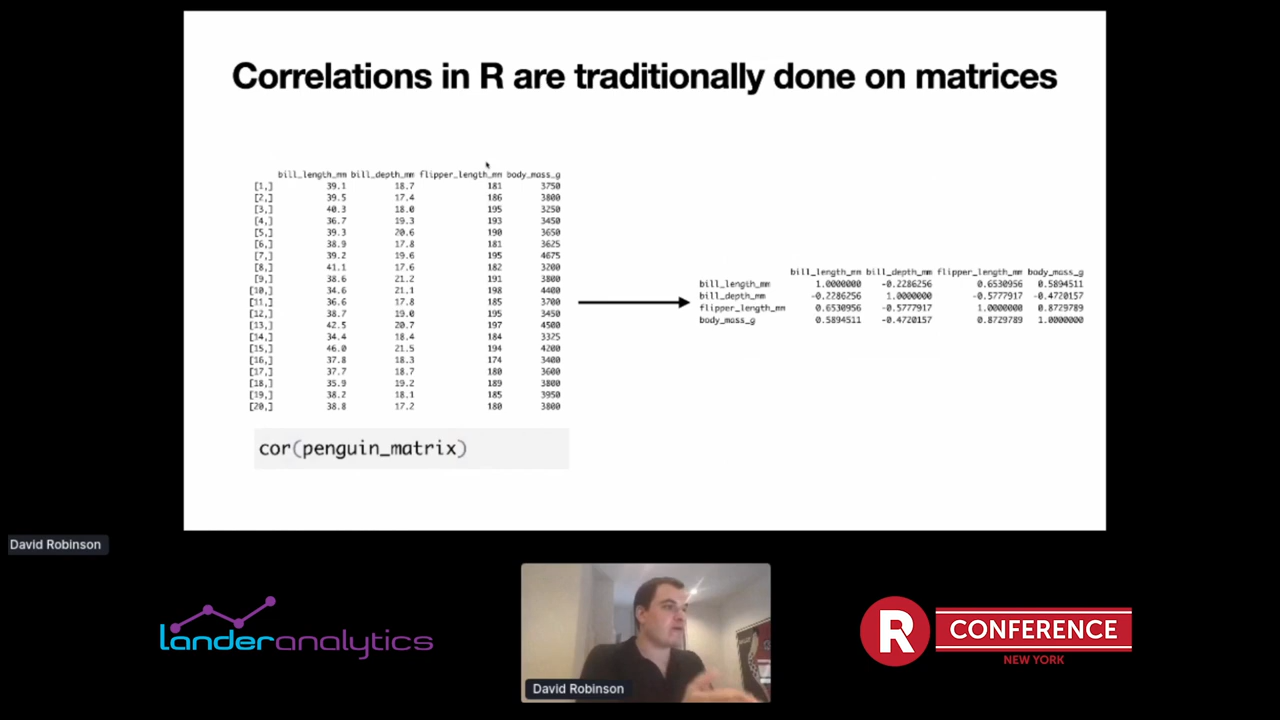 Correlations in R are traditionally done on matrices
bill_length_mm bill_depth_mm flipper_length_mm body_mass_g
[1,] 39.1 18.7 181 3750
[2,] 39.5 17.4 186 3800
[3,] 40.3 18.0 195 3250
[4,] 36.7 19.3 193 3450
[5,] 39.3 20.6 190 3650
[6,] 38.9 17.8 181 3625
[7,] 39.2 19.6 195 4675
[8,] 41.1 17.6 182 3200
[9,] 38.6 21.2 191 3800
[10,] 34.6 21.1 198 4400
[11,] 36.6 17.8 185 3700
[12,] 38.7 19.0 195 3450
[13,] 42.5 20.7 197 4500
[14,] 34.4 18.4 184 3325
[15,] 46.0 21.5 194 4200
[16,] 37.8 18.3 174 3400
[17,] 37.7 18.7 180 3600
[18,] 35.9 19.2 189 3800
[19,] 38.2 18.1 185 3950
[20,] 38.8 17.2 180 3800
cor(penguin_matrix)
bill_length_mm bill_depth_mm flipper_length_mm body_mass_g
bill_length_mm 1.0000000 -0.2286256 0.6530956 0.5894511
bill_depth_mm -0.2286256 1.0000000 -0.5777917 -0.4720157
flipper_length_mm 0.6530956 -0.5777917 1.0000000 0.8729789
body_mass_g 0.5894511 -0.4720157 0.8729789 1.0000000
David Robinson
landeranalytics
David Robinson
R CONFERENCE
NEW YORK